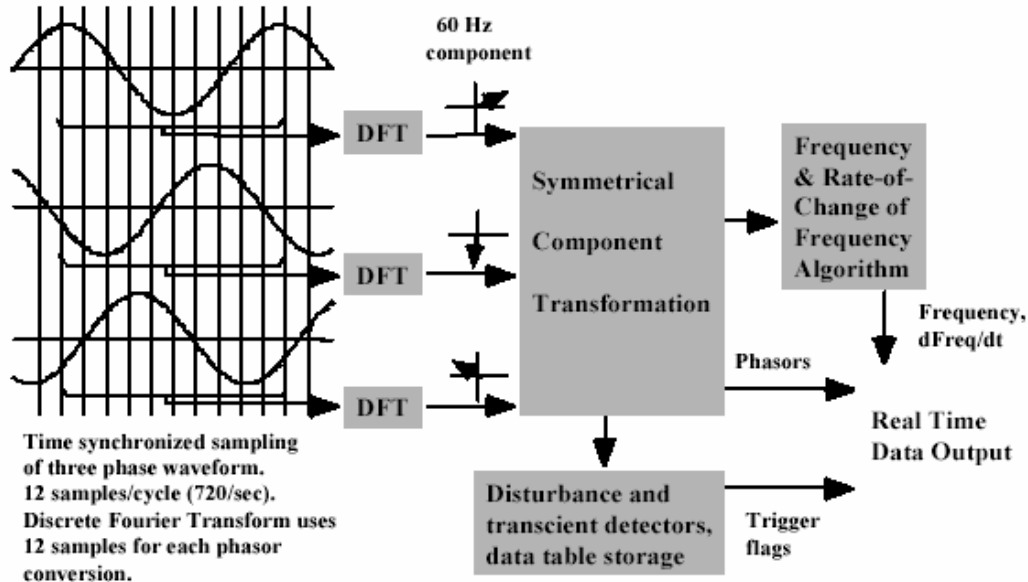 60 Hz
component
DFT
DFT
DFT
Symmetrical
Component
Transformation
Frequency
& Rate-of-
Change of
Frequency
Algorithm
Frequency,
dFreq/dt
Phasors
Real Time
Data Output
Time synchronized sampling
of three phase waveform.
12 samples/cycle (720/sec).
Discrete Fourier Transform uses
12 samples for each phasor
conversion.
Disturbance and
transcient detectors,
data table storage
Trigger
flags